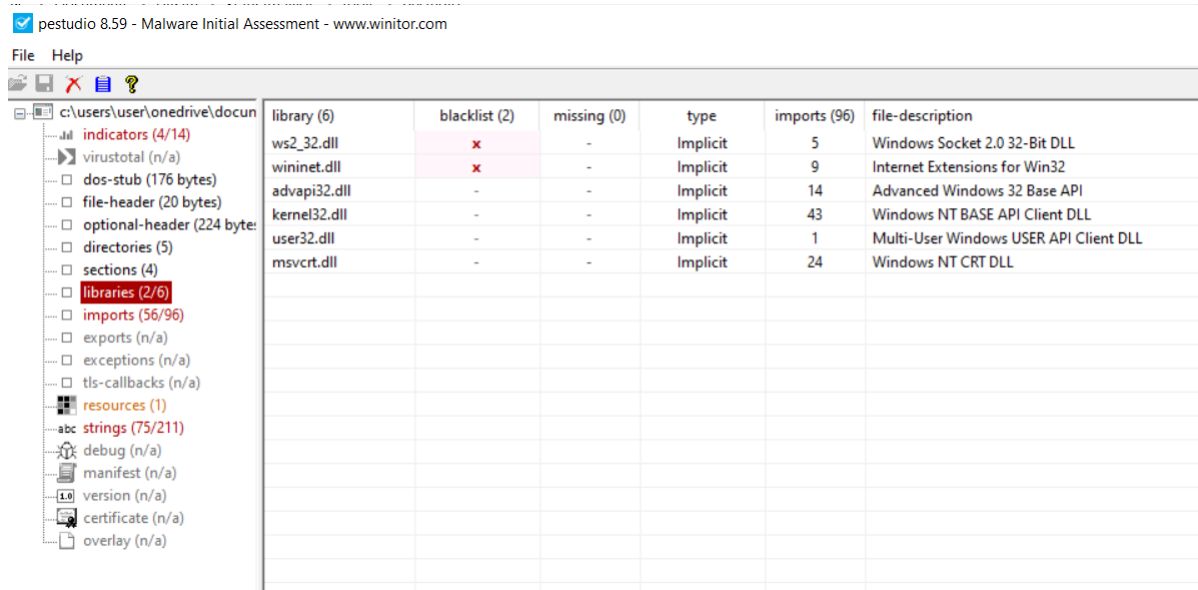 pestudio 8.59 - Malware Initial Assessment - www.winitor.com
File Help
c:\users\user\onedrive\docun
indicators (4/14)
virustotal (n/a)
dos-stub (176 bytes)
file-header (20 bytes)
optional-header (224 bytes
directories (5)
sections (4)
libraries (2/6)
imports (56/96)
exports (n/a)
exceptions (n/a)
tls-callbacks (n/a)
resources (1)
abc strings (75/211)
debug (n/a)
manifest (n/a)
1.0 version (n/a)
certificate (n/a)
overlay (n/a)
library (6) blacklist (2) missing (0) type imports (96) file-description
ws2_32.dll x - Implicit 5 Windows Socket 2.0 32-Bit DLL
wininet.dll x - Implicit 9 Internet Extensions for Win32
advapi32.dll - - Implicit 14 Advanced Windows 32 Base API
kernel32.dll - - Implicit 43 Windows NT BASE API Client DLL
user32.dll - - Implicit 1 Multi-User Windows USER API Client DLL
msvcrt.dll - - Implicit 24 Windows NT CRT DLL